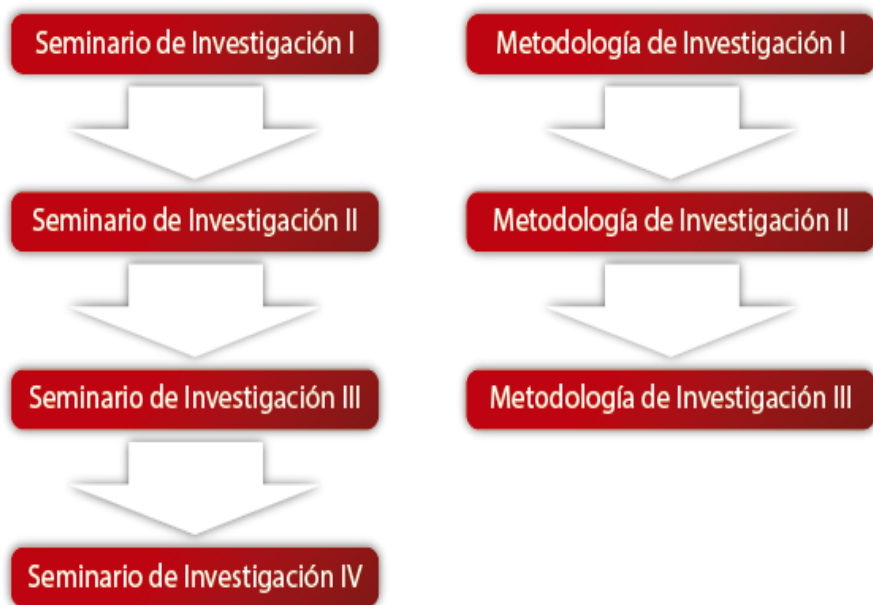 Seminario de Investigación I
Metodología de Investigación I
Seminario de Investigación II
Metodología de Investigación II
Seminario de Investigación III
Metodología de Investigación III
Seminario de Investigación IV